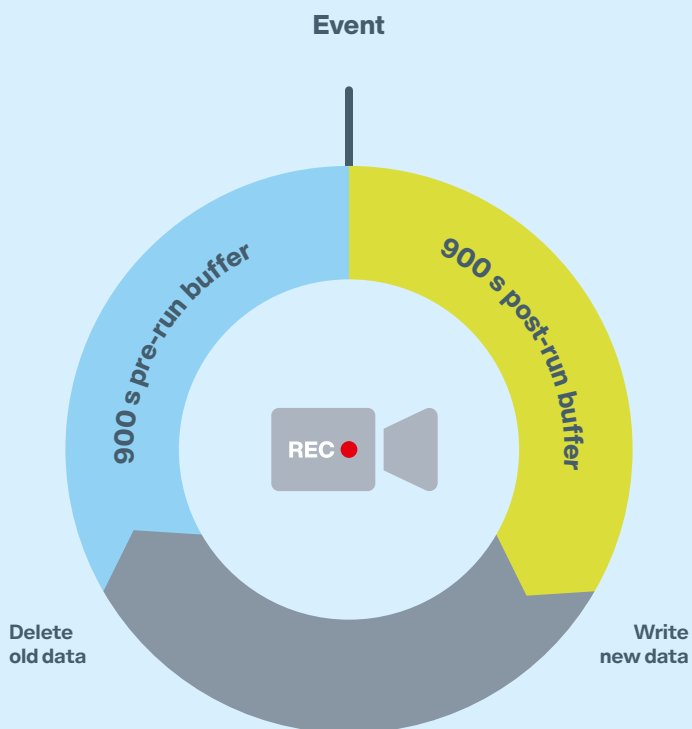 Event
900 s pre-run buffer
900 s post-run buffer
REC
Delete
old data
Write
new data